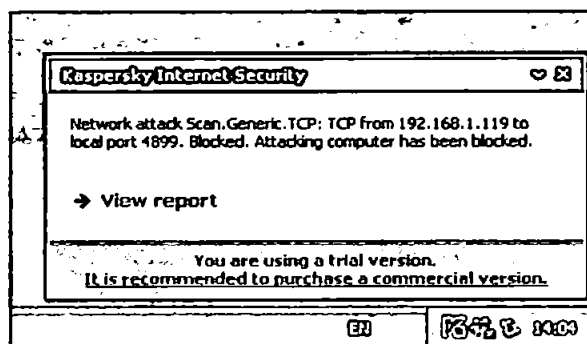 Kaspersky Internet Security
Network attack Scan.Generic.TCP: TCP from 192.168.1.119 to
local port 4899. Blocked. Attacking computer has been blocked.
→ View report
You are using a trial version.
It is recommended to purchase a commercial version.
EN 14:04